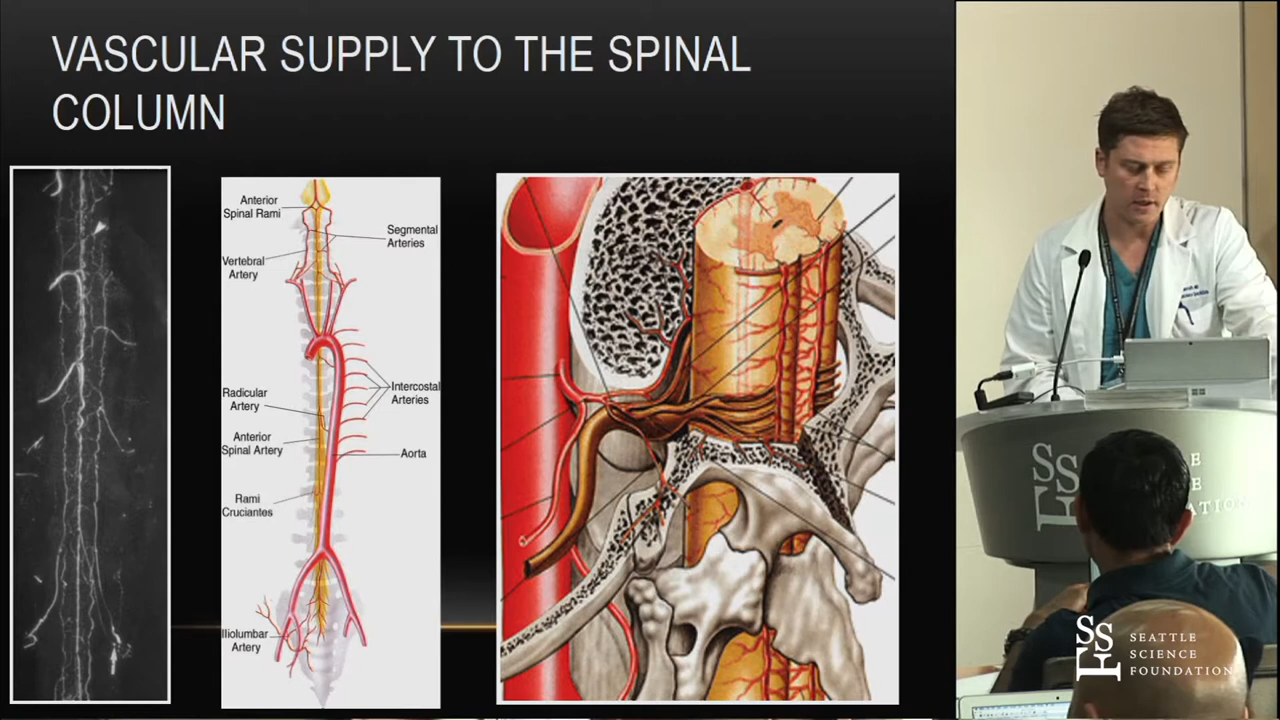 VASCULAR SUPPLY TO THE SPINAL
COLUMN
Anterior
Spinal Rami
Segmental
Arteries
Vertebral
Artery
Radicular
Artery
Intercostal
Arteries
Anterior
Spinal Artery
Aorta
Rami
Cruciantes
Iliolumbar
Artery
SSF
SEATTLE
SCIENCE
FOUNDATION